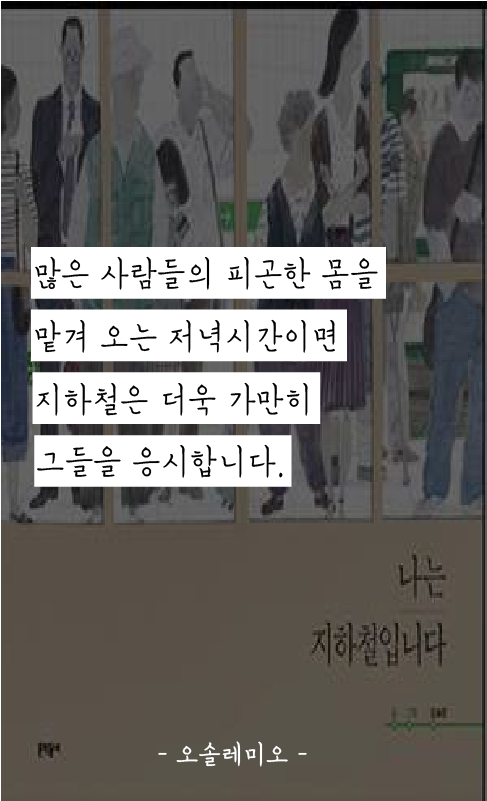 많은 사람들의 피곤한 몸을
맡겨 오는 저녁시간이면
지하철은 더욱 가만히
그들을 응시합니다.
나는
지하철입니다
- 오솔레미오 -